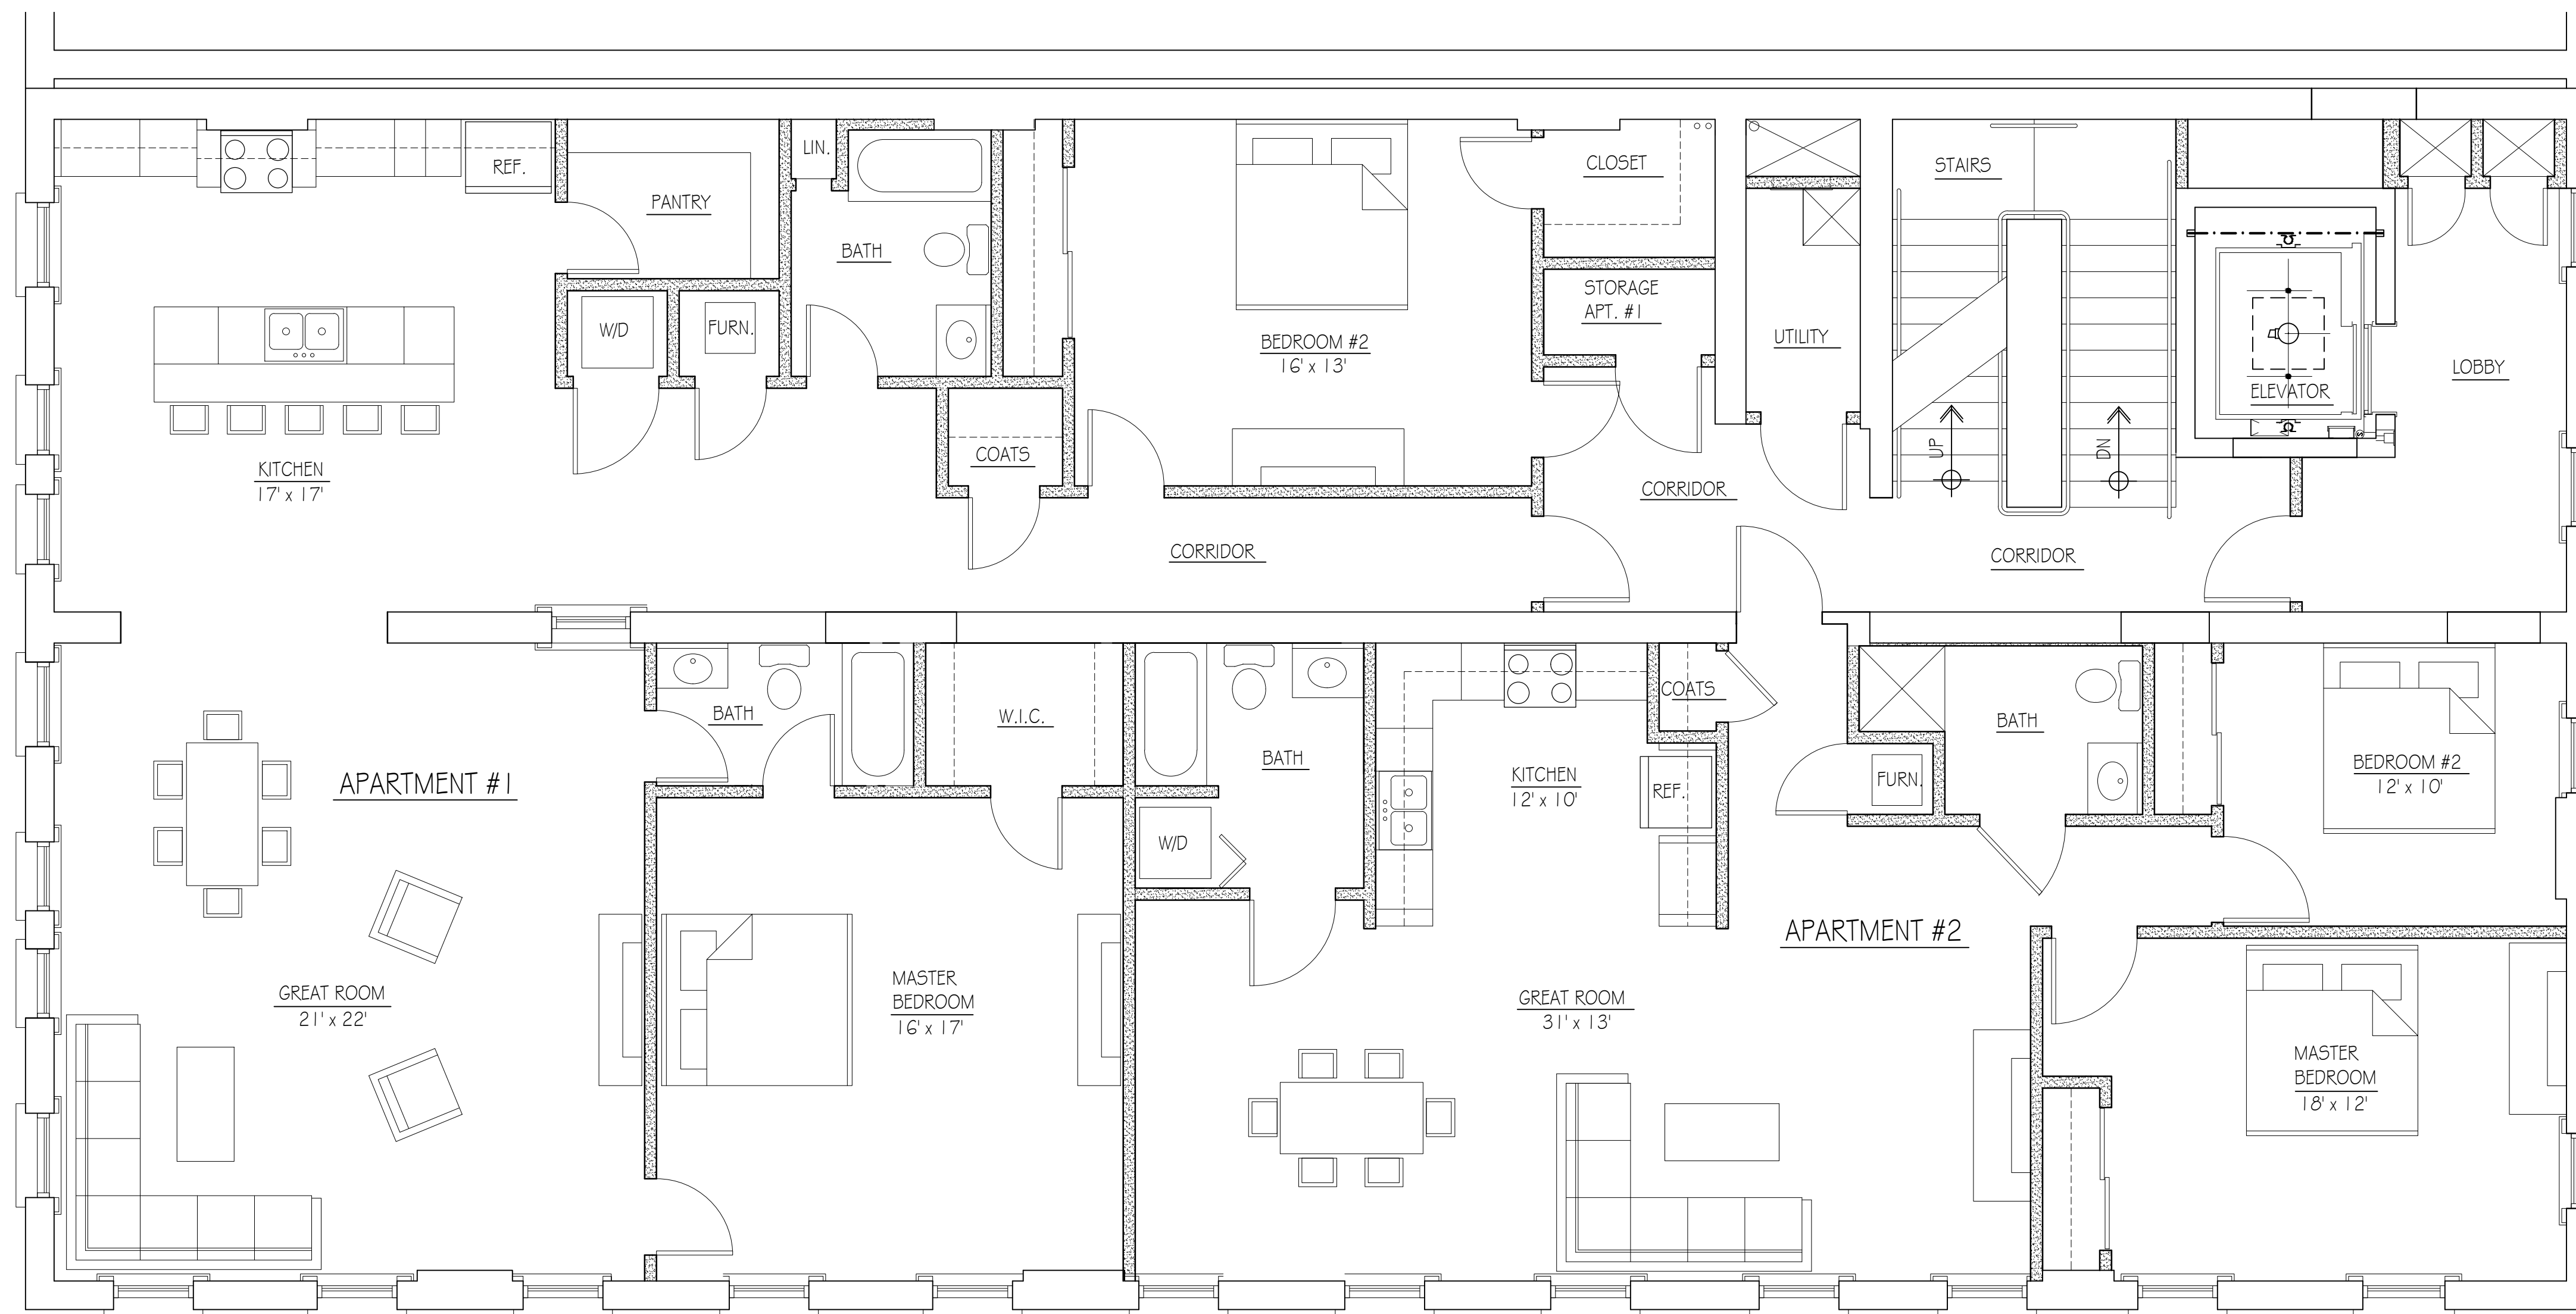 REF.
LIN.
PANTRY
BATH
W/D
FURN.
COATS
KITCHEN
17' x 17'
BEDROOM #2
16' x 13'
CLOSET
STORAGE
APT. #1
UTILITY
STAIRS
UP
DN
ELEVATOR
LOBBY
CORRIDOR
CORRIDOR
CORRIDOR
APARTMENT #1
BATH
W.I.C.
GREAT ROOM
21' x 22'
MASTER
BEDROOM
16' x 17'
BATH
W/D
KITCHEN
12' x 10'
REF.
COATS
FURN.
BATH
BEDROOM #2
12' x 10'
APARTMENT #2
GREAT ROOM
31' x 13'
MASTER
BEDROOM
18' x 12'